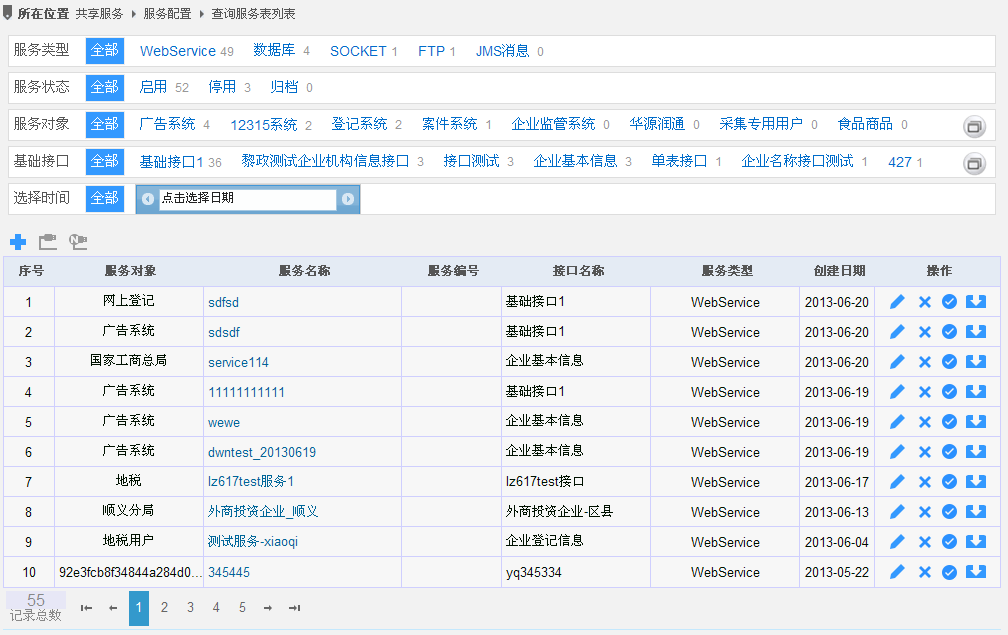 所在位置 共享服务 服务配置 查询服务表列表
服务类型 全部 WebService 49 数据库 4 SOCKET 1 FTP 1 JMS消息 0
服务状态 全部 启用 52 停用 3 归档 0
服务对象 全部 广告系统 4 12315系统 2 登记系统 2 案件系统 1 企业监管系统 0 华源润通 0 采集专用用户 0 食品商品 0
基础接口 全部 基础接口1 36 黎政测试企业机构信息接口 3 接口测试 3 企业基本信息 3 单表接口 1 企业名称接口测试 1 427 1
选择时间 全部 点击选择日期
序号 服务对象 服务名称 服务编号 接口名称 服务类型 创建日期 操作
1 网上登记 sdfsd 基础接口1 WebService 2013-06-20
2 广告系统 sdsdf 基础接口1 WebService 2013-06-20
3 国家工商总局 service114 企业基本信息 WebService 2013-06-20
4 广告系统 11111111111 基础接口1 WebService 2013-06-19
5 广告系统 wewe 企业基本信息 WebService 2013-06-19
6 广告系统 dwntest_20130619 企业基本信息 WebService 2013-06-19
7 地税 lz617test服务1 lz617test接口 WebService 2013-06-17
8 顺义分局 外商投资企业_顺义 外商投资企业-区县 WebService 2013-06-13
9 地税用户 测试服务-xiaoqi 企业登记信息 WebService 2013-06-04
10 92e3fcb8f34844a284d0... 345445 yq345334 WebService 2013-05-22
55
记录总数 1 2 3 4 5